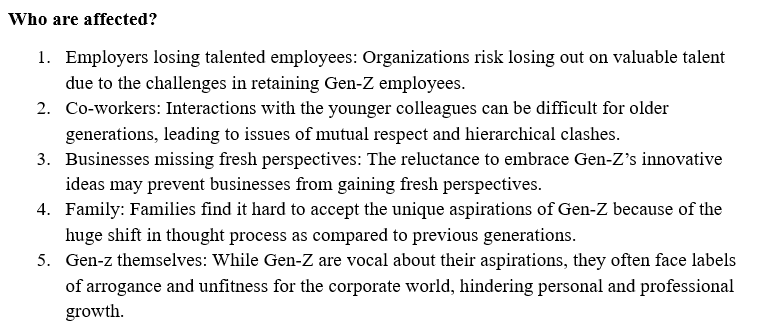 Who are affected?
1. Employers losing talented employees: Organizations risk losing out on valuable talent
due to the challenges in retaining Gen-Z employees.
2. Co-workers: Interactions with the younger colleagues can be difficult for older
generations, leading to issues of mutual respect and hierarchical clashes.
3. Businesses missing fresh perspectives: The reluctance to embrace Gen-Z’s innovative
ideas may prevent businesses from gaining fresh perspectives.
4. Family: Families find it hard to accept the unique aspirations of Gen-Z because of the
huge shift in thought process as compared to previous generations.
5. Gen-z themselves: While Gen-Z are vocal about their aspirations, they often face labels
of arrogance and unfitness for the corporate world, hindering personal and professional
growth.